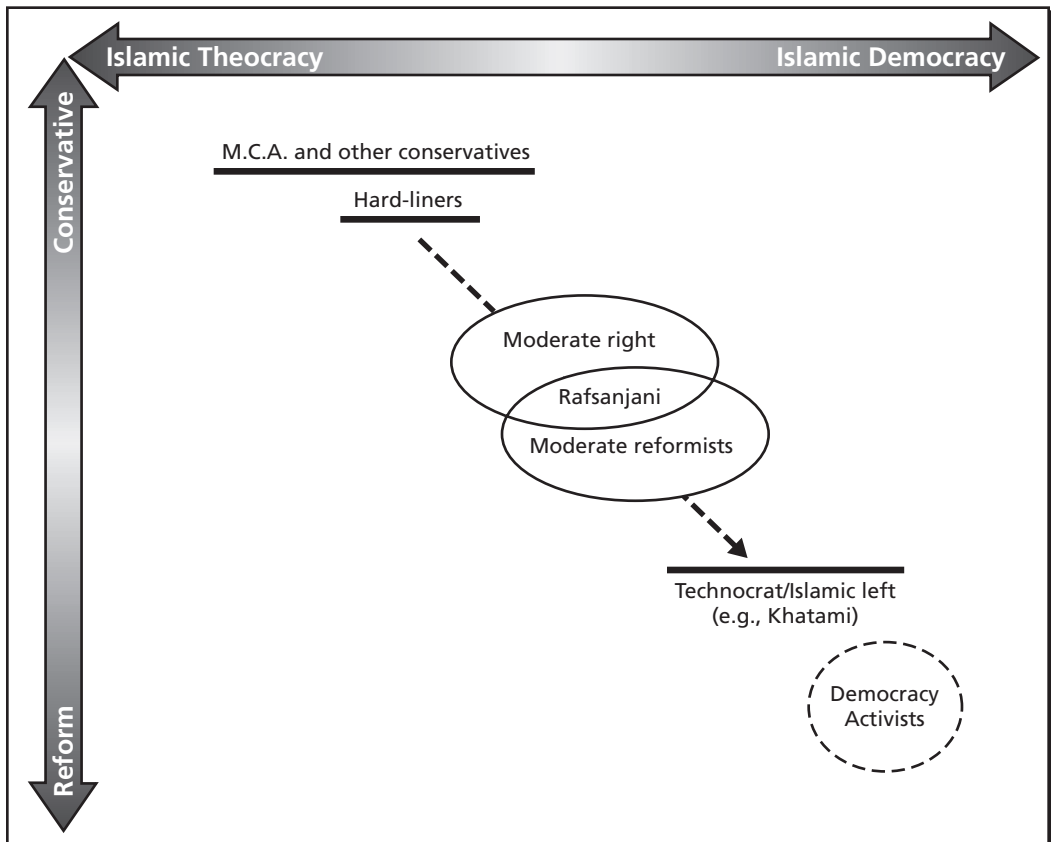 Islamic Theocracy
Islamic Democracy
Conservative
M.C.A. and other conservatives
Hard-liners
Moderate right
Rafsanjani
Moderate reformists
Technocrat/Islamic left
(e.g., Khatami)
Democracy
Activists
Reform